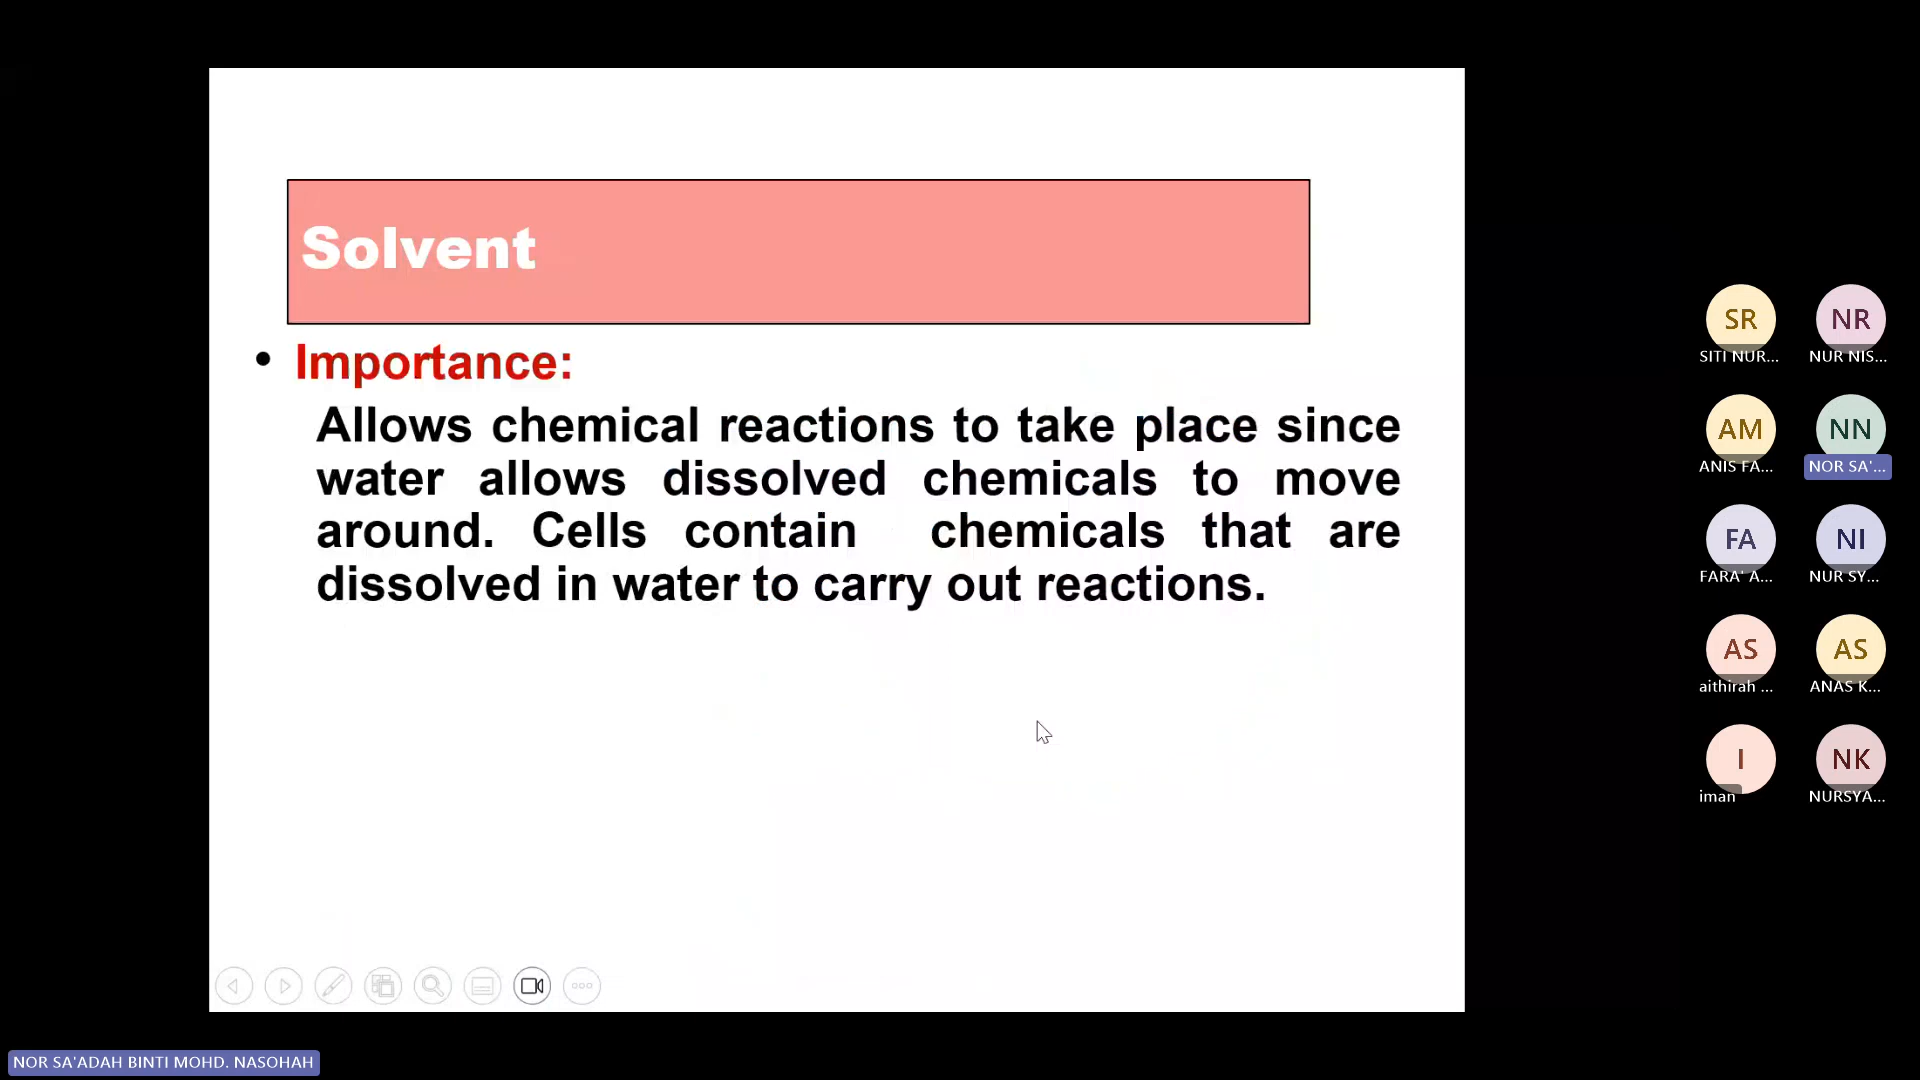 Solvent
• Importance:
Allows chemical reactions to take place since
water allows dissolved chemicals to move
around. Cells contain chemicals that are
dissolved in water to carry out reactions.
SR
SITI NUR...
NR
NUR NIS...
AM
ANIS FA...
NN
NOR SA'...
FA
FARA' A...
NI
NUR SY...
AS
aithirah ...
AS
ANAS K...
I
iman
NK
NURSYA...
NOR SA'ADAH BINTI MOHD. NASOHAH